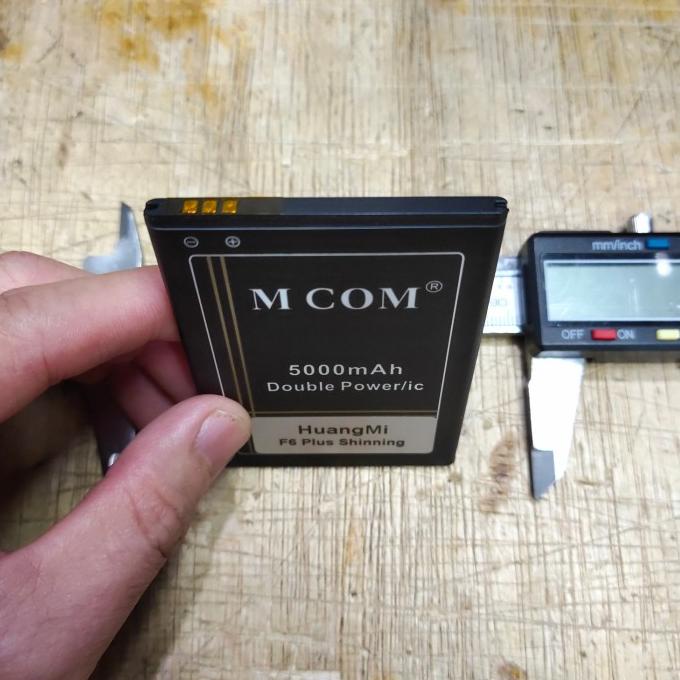 ⊖ ⊕
M COM®
5000mAh
Double Power/ic
HuangMi
F6 Plus Shinning
mm/inch
OFF ON